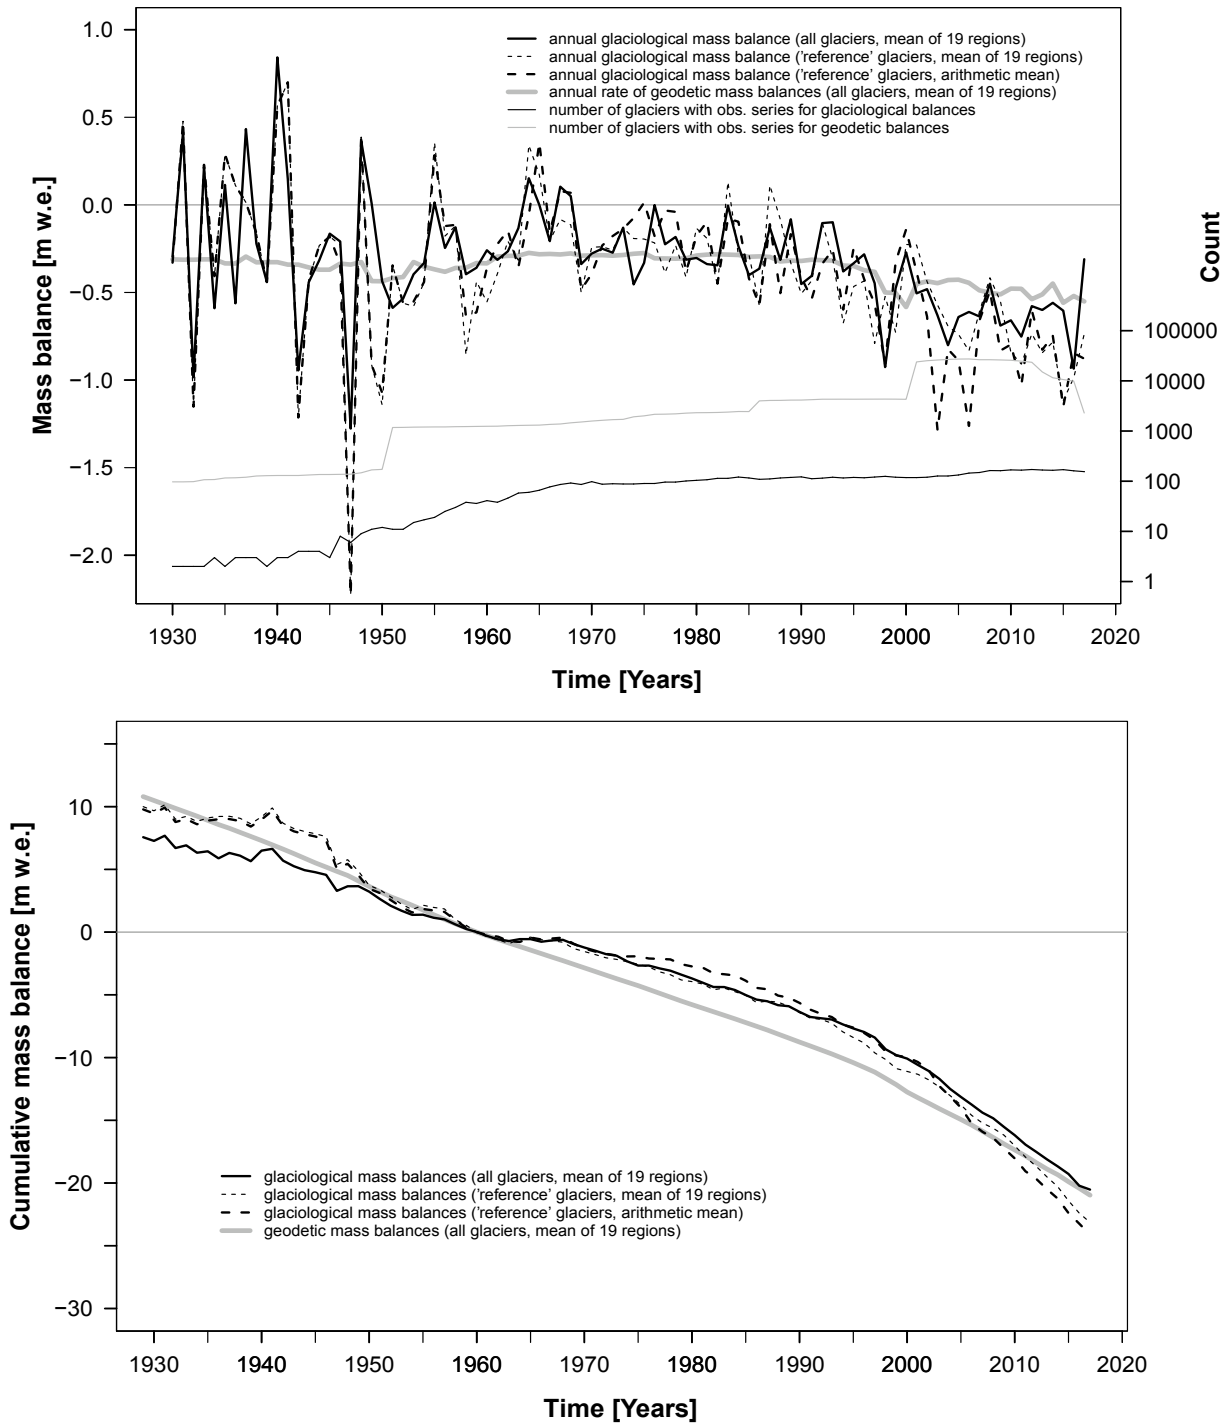 annual glaciological mass balance (all glaciers, mean of 19 regions)
annual glaciological mass balance ('reference' glaciers, mean of 19 regions)
annual glaciological mass balance ('reference' glaciers, arithmetic mean)
annual rate of geodetic mass balances (all glaciers, mean of 19 regions)
number of glaciers with obs. series for glaciological balances
number of glaciers with obs. series for geodetic balances
Mass balance [m w.e.]
1.0
0.5
0.0
−0.5
−1.0
−1.5
−2.0
Count
100000
10000
1000
100
10
1
1930 1940 1950 1960 1970 1980 1990 2000 2010 2020
Time [Years]
Cumulative mass balance [m w.e.]
10
0
−10
−20
−30
glaciological mass balances (all glaciers, mean of 19 regions)
glaciological mass balances ('reference' glaciers, mean of 19 regions)
glaciological mass balances ('reference' glaciers, arithmetic mean)
geodetic mass balances (all glaciers, mean of 19 regions)
1930 1940 1950 1960 1970 1980 1990 2000 2010 2020
Time [Years]